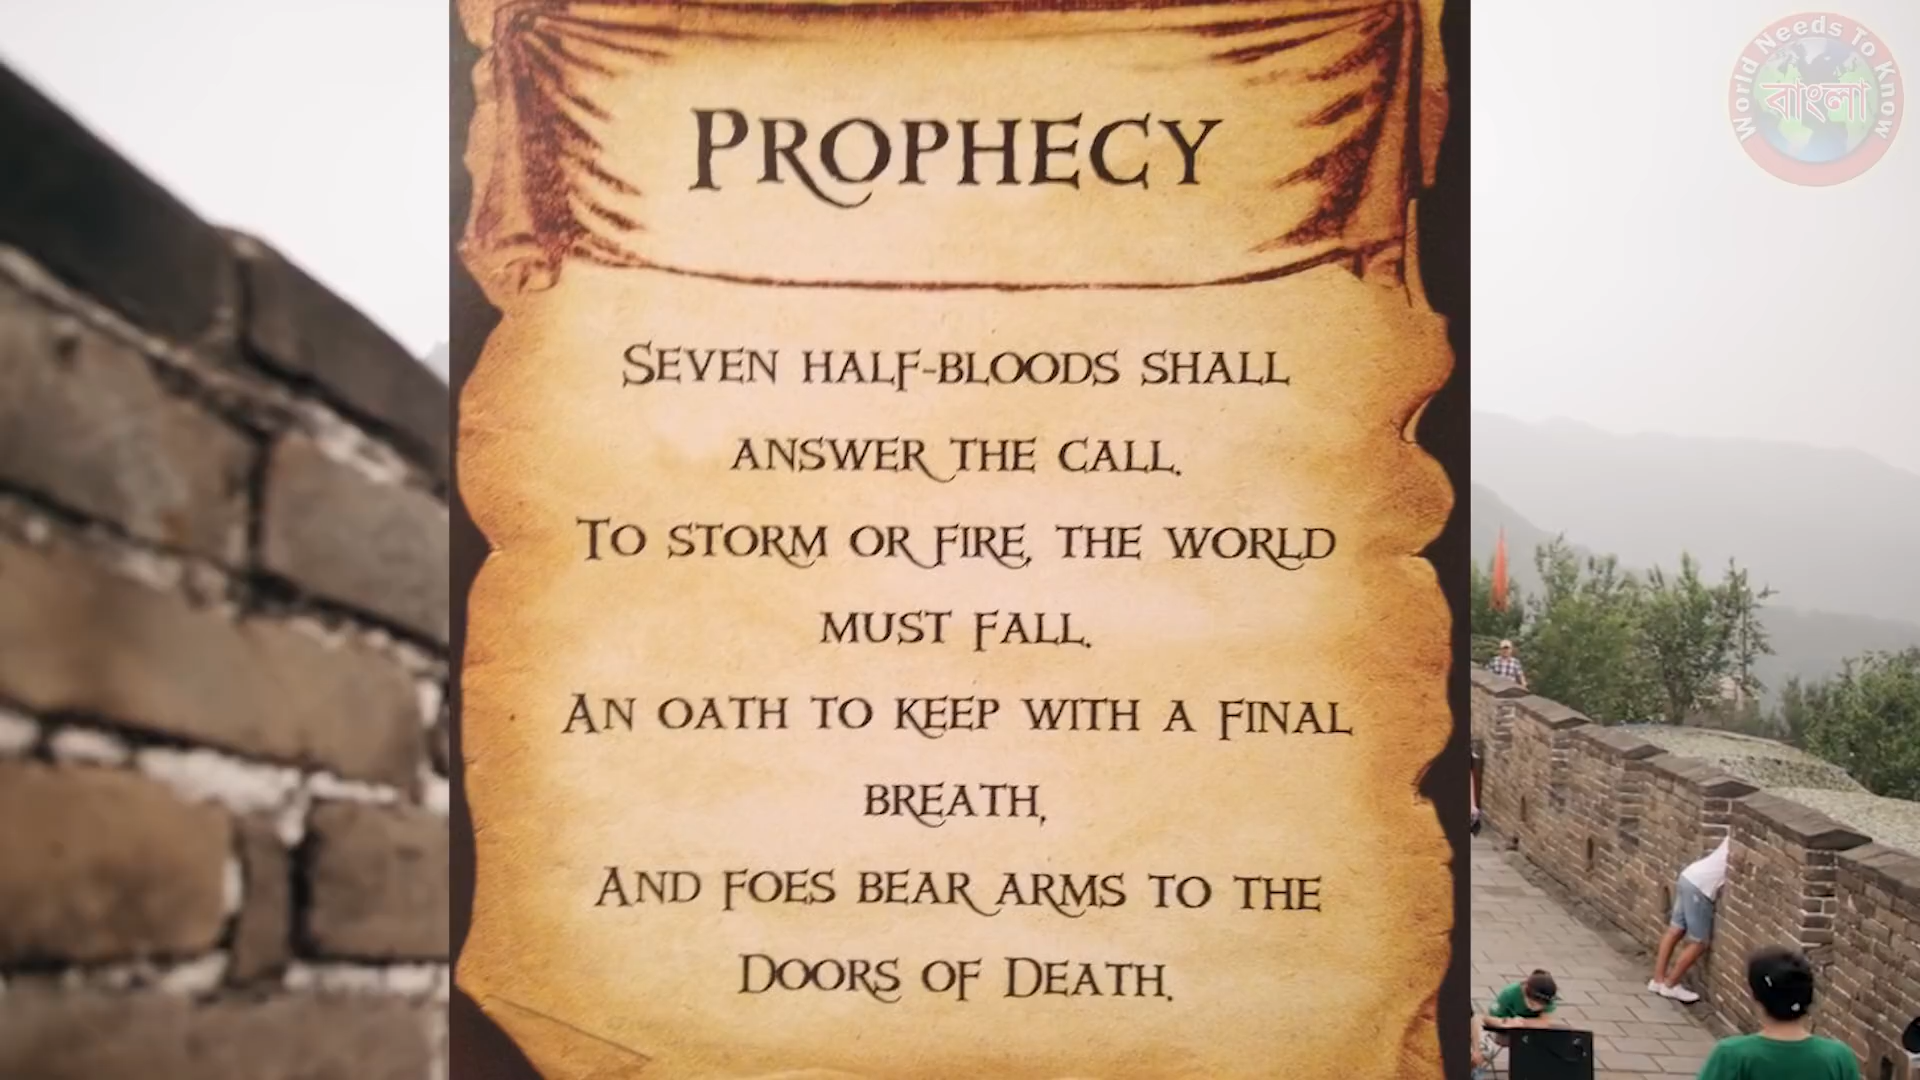 World Needs To Know
বাংলা
PROPHECY
SEVEN HALF-BLOODS SHALL
ANSWER THE CALL.
TO STORM OR FIRE, THE WORLD
MUST FALL.
AN OATH TO KEEP WITH A FINAL
BREATH,
AND FOES BEAR ARMS TO THE
DOORS OF DEATH.